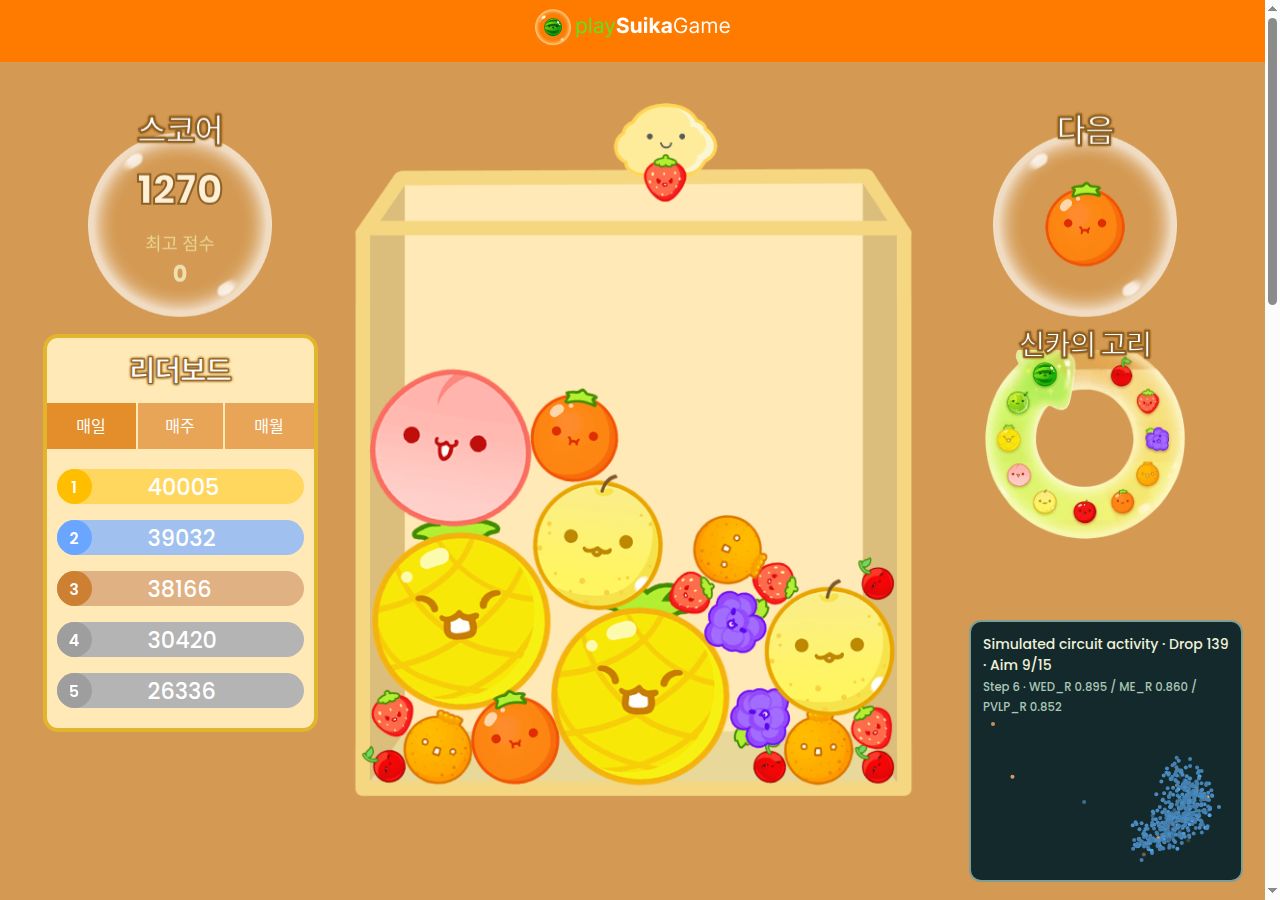 playSuikaGame
스코어
1270
최고 점수
0
다음
리더보드
매일 매주 매월
1 40005
2 39032
3 38166
4 30420
5 26336
신카의 고리
Simulated circuit activity · Drop 139
· Aim 9/15
Step 6 · WED_R 0.895 / ME_R 0.860 /
PVLP_R 0.852